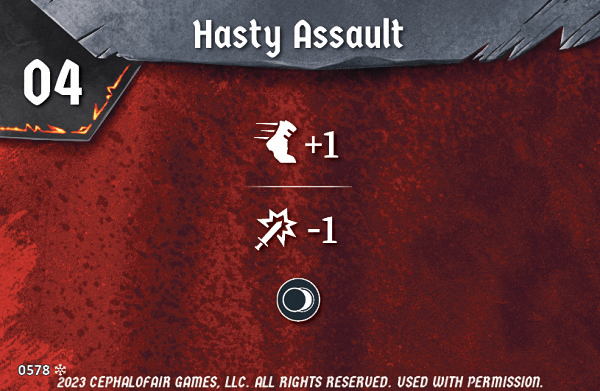 Hasty Assault
04
+1
-1
0578
2023 CEPHALOFAIR GAMES, LLC. ALL RIGHTS RESERVED. USED WITH PERMISSION.